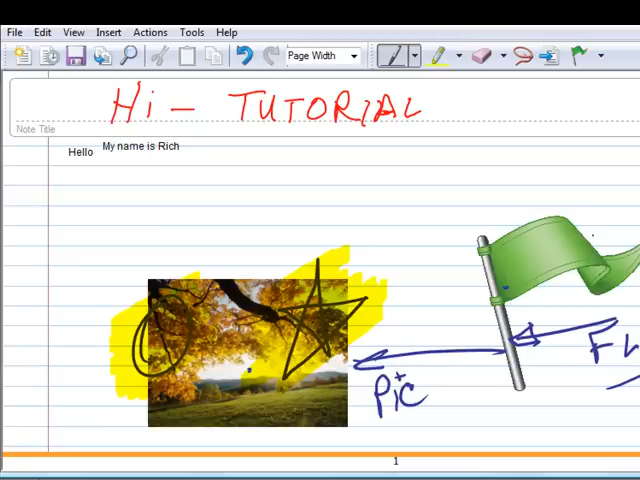 File Edit View Insert Actions Tools Help
Page Width
Hi - TUTORIAL
Note Title
Hello My name is Rich
Pic
1